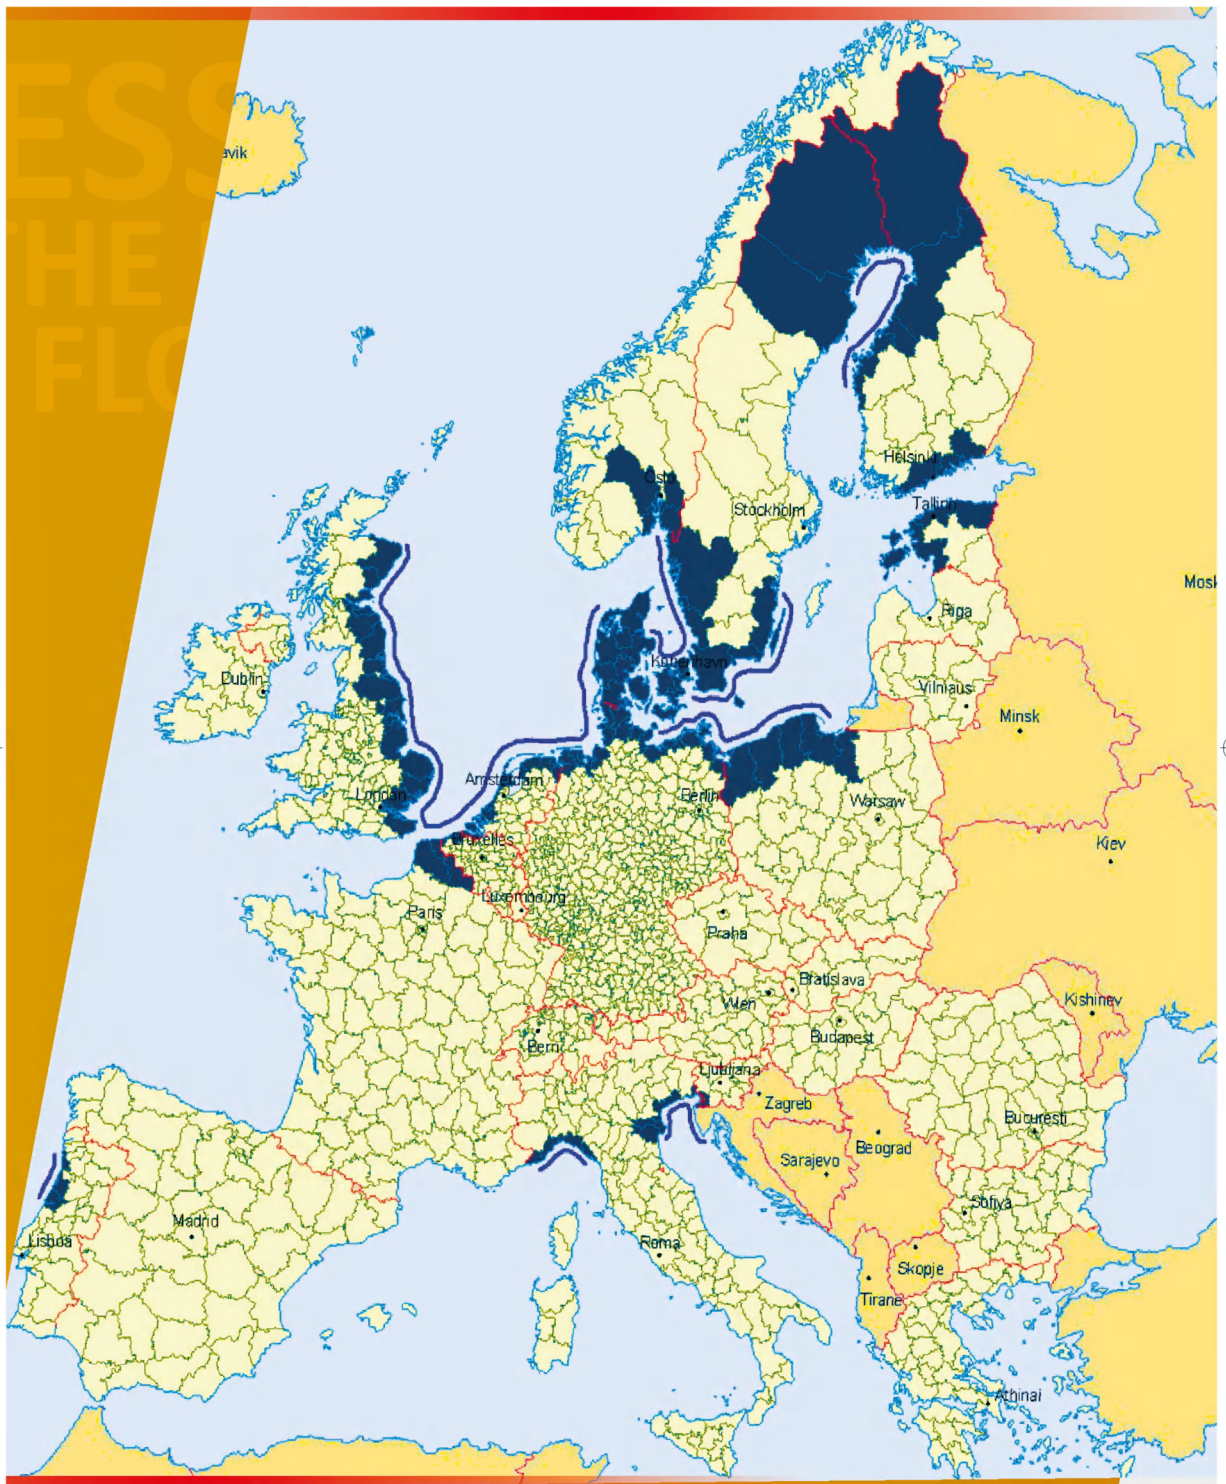 ESS
THE
FLO
avik
Helsinki
Oslo
Tallinn
Stockholm
Mosk
Riga
København
Dublin
Vilniaus
Minsk
Amsterdam
London
Berlin
Warsaw
Bruxelles
Kiev
Luxembourg
Paris
Praha
Bratislava
Wien
Kishinev
Budapest
Bern
Ljubljana
Zagreb
Bucuresti
Beograd
Sarajevo
Sofiya
Madrid
Lisboa
Roma
Skopje
Tirane
Athinai